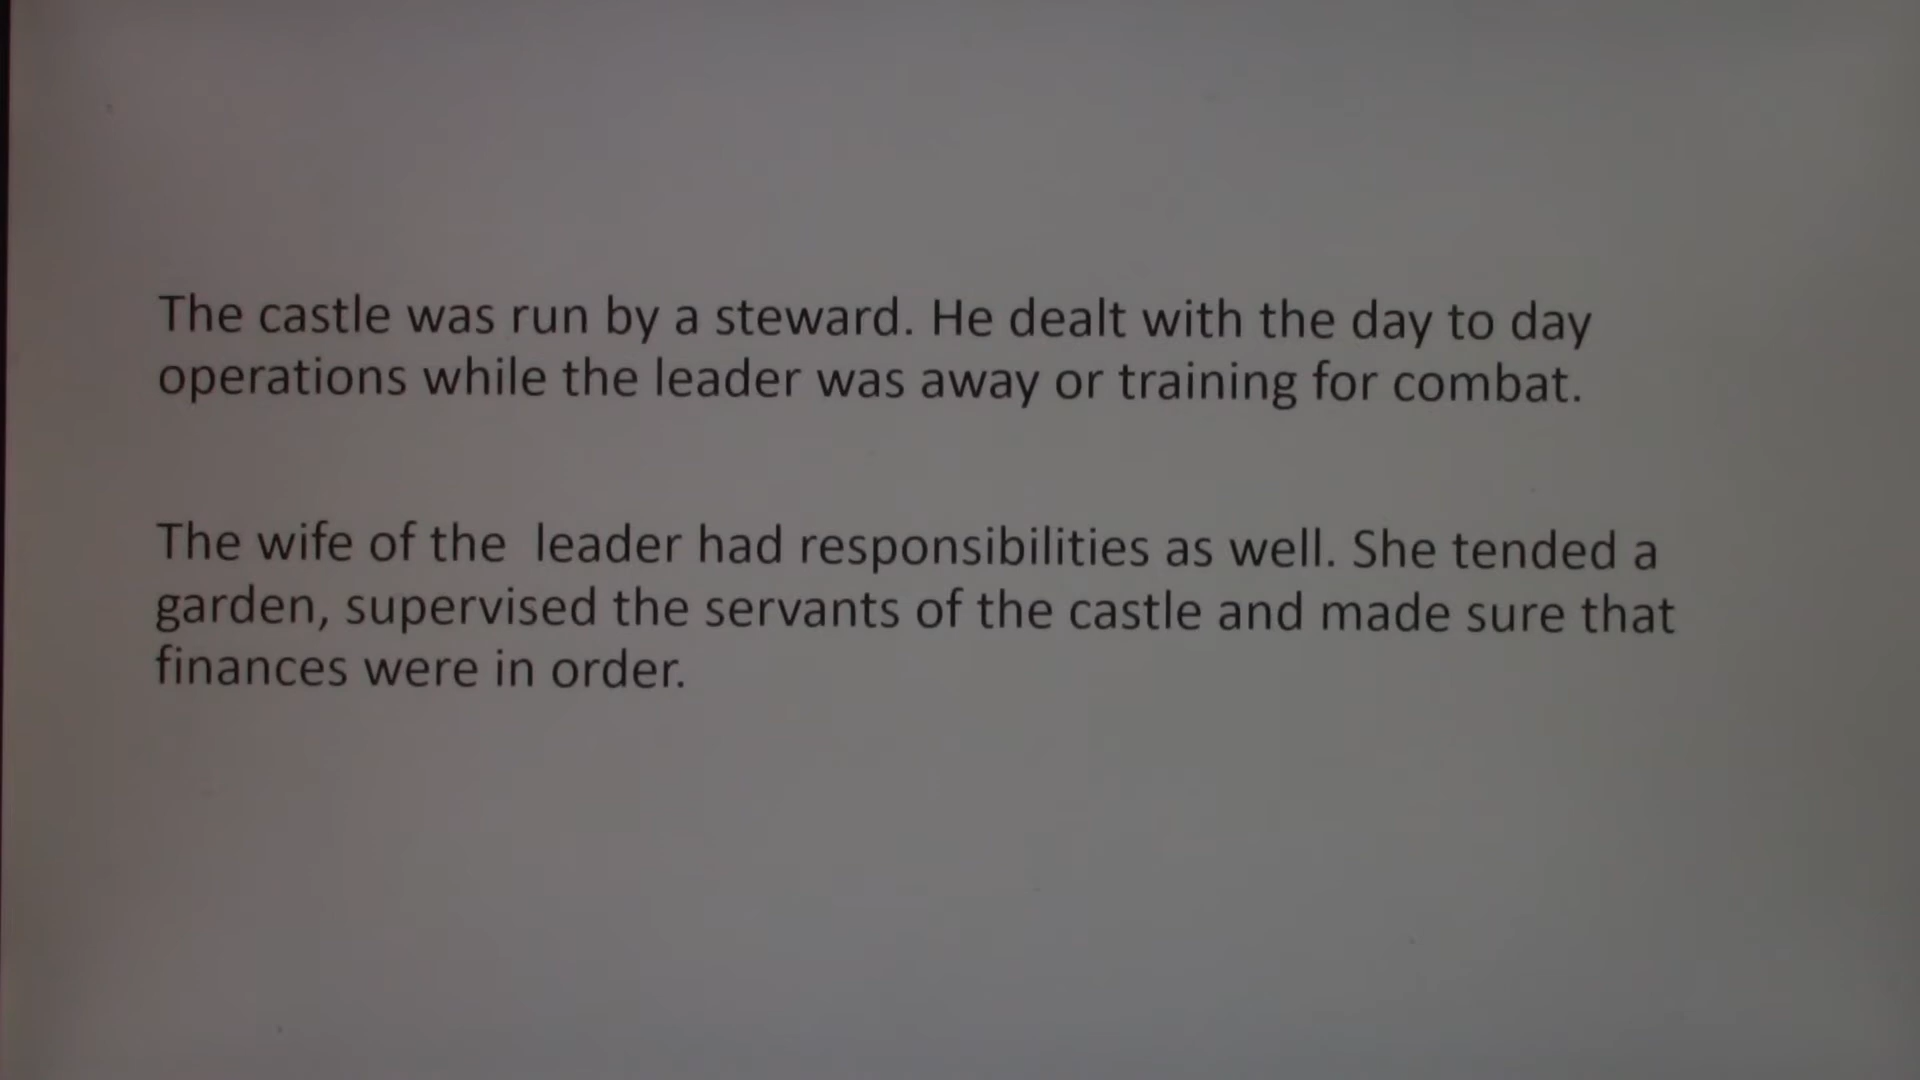 The castle was run by a steward. He dealt with the day to day
operations while the leader was away or training for combat.
The wife of the  leader had responsibilities as well. She tended a
garden, supervised the servants of the castle and made sure that
finances were in order.